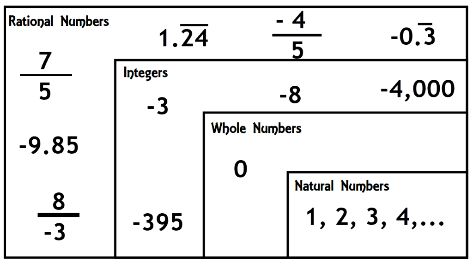 Rational Numbers
1.2̅4̅
- 4
5
-0.3̅
7
5
Integers
-3
-8
-4,000
-9.85
Whole Numbers
0
8
-3
-395
Natural Numbers
1, 2, 3, 4,...